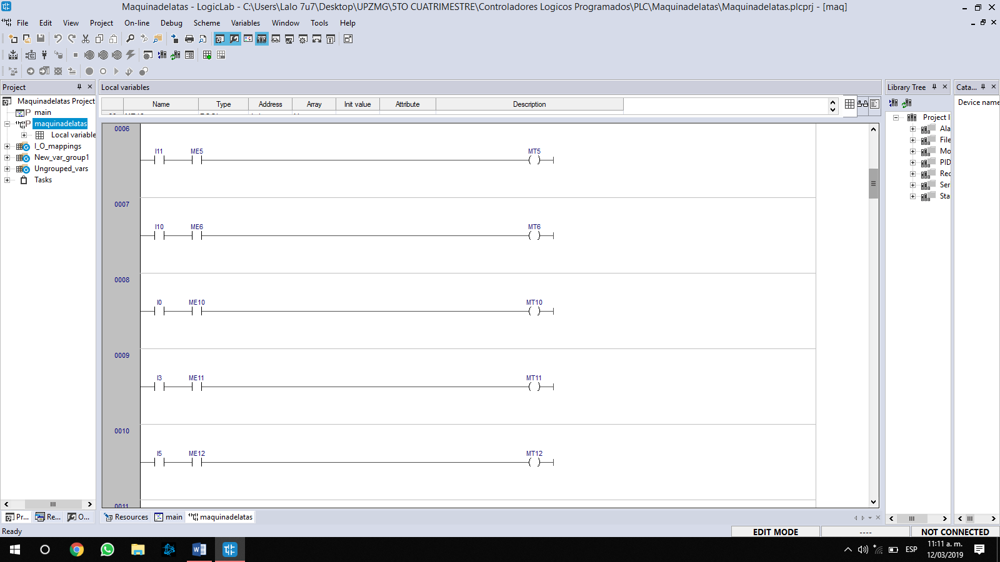 Maquinadelatas - LogicLab - C:\Users\Lalo 7u7\Desktop\UPZMG\5TO CUATRIMESTRE\Controladores Logicos Programados\PLC\Maquinadelatas\Maquinadelatas.plcprj - [maq]
File Edit View Project On-line Debug Scheme Variables Window Tools Help
Project
Local variables
Library Tree
Cata...
Name Type Address Array Init value Attribute Description
Device name
Maquinadelatas Project
main
maquinadelatas
Local variable
I_O_mappings
New_var_group1
Ungrouped_vars
Tasks
0006
I11 ME5 MT5
0007
I10 ME6 MT6
0008
I0 ME10 MT10
0009
I3 ME11 MT11
0010
I5 ME12 MT12
0011
Project l
Ala
File
Mo
PID
Rec
Ser
Sta
Pr... Re... O...
Resources main maquinadelatas
Ready
EDIT MODE ---- NOT CONNECTED
ESP
11:11 a. m.
12/03/2019